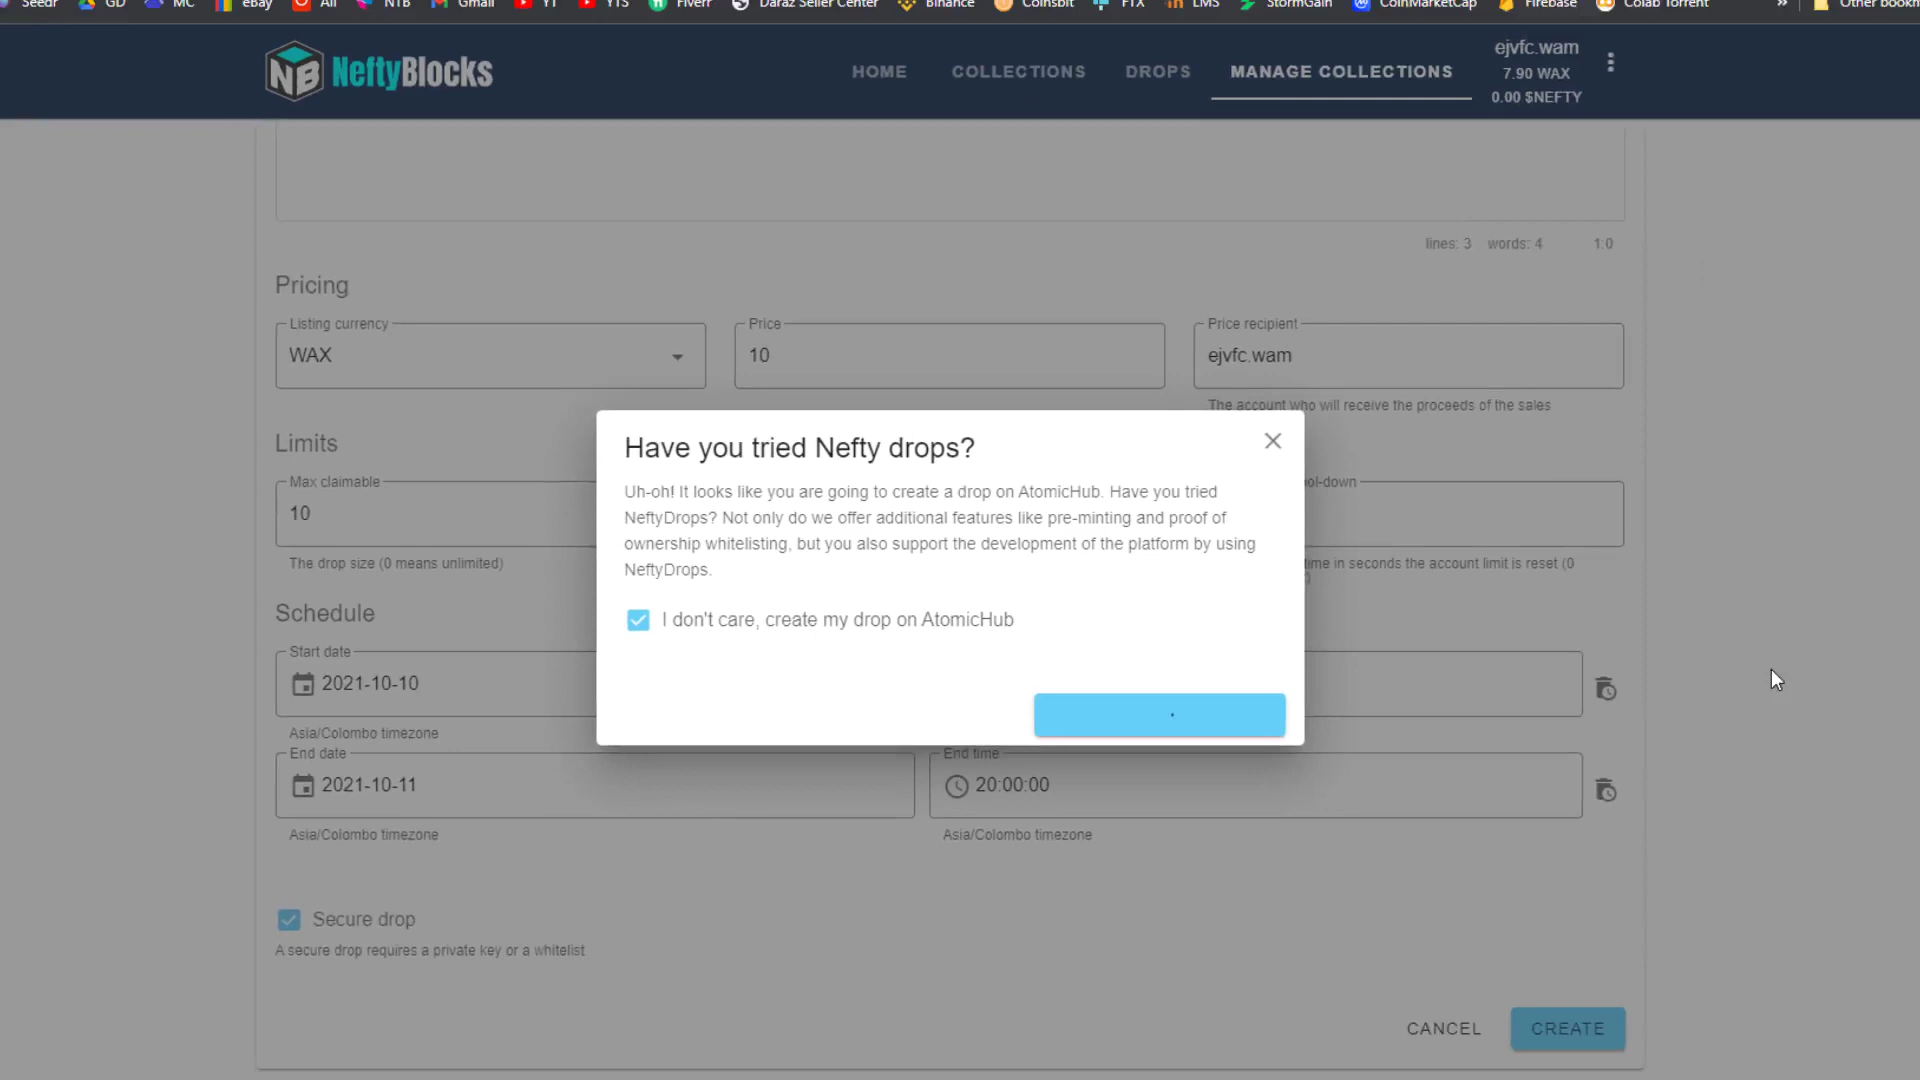 Seedr GD MC eBay Ali NTB Gmail YT YTS Fiverr Daraz Seller Center Binance Coinsbit FTX LMS StormGain CoinMarketCap Firebase Colab Torrent » Other bookm
NB NeftyBlocks
HOME COLLECTIONS DROPS MANAGE COLLECTIONS
ejvfc.wam
7.90 WAX
0.00 $NEFTY
lines: 3 words: 4 1:0
Pricing
Listing currency Price Price recipient
WAX 10 ejvfc.wam
The account who will receive the proceeds of the sales
Limits
Max claimable ool-down
10
The drop size (0 means unlimited) time in seconds the account limit is reset (0
Have you tried Nefty drops?
Uh-oh! It looks like you are going to create a drop on AtomicHub. Have you tried
NeftyDrops? Not only do we offer additional features like pre-minting and proof of
ownership whitelisting, but you also support the development of the platform by using
NeftyDrops.
I don't care, create my drop on AtomicHub
Schedule
Start date
2021-10-10
Asia/Colombo timezone
End date End time
2021-10-11 20:00:00
Asia/Colombo timezone Asia/Colombo timezone
Secure drop
A secure drop requires a private key or a whitelist
CANCEL CREATE